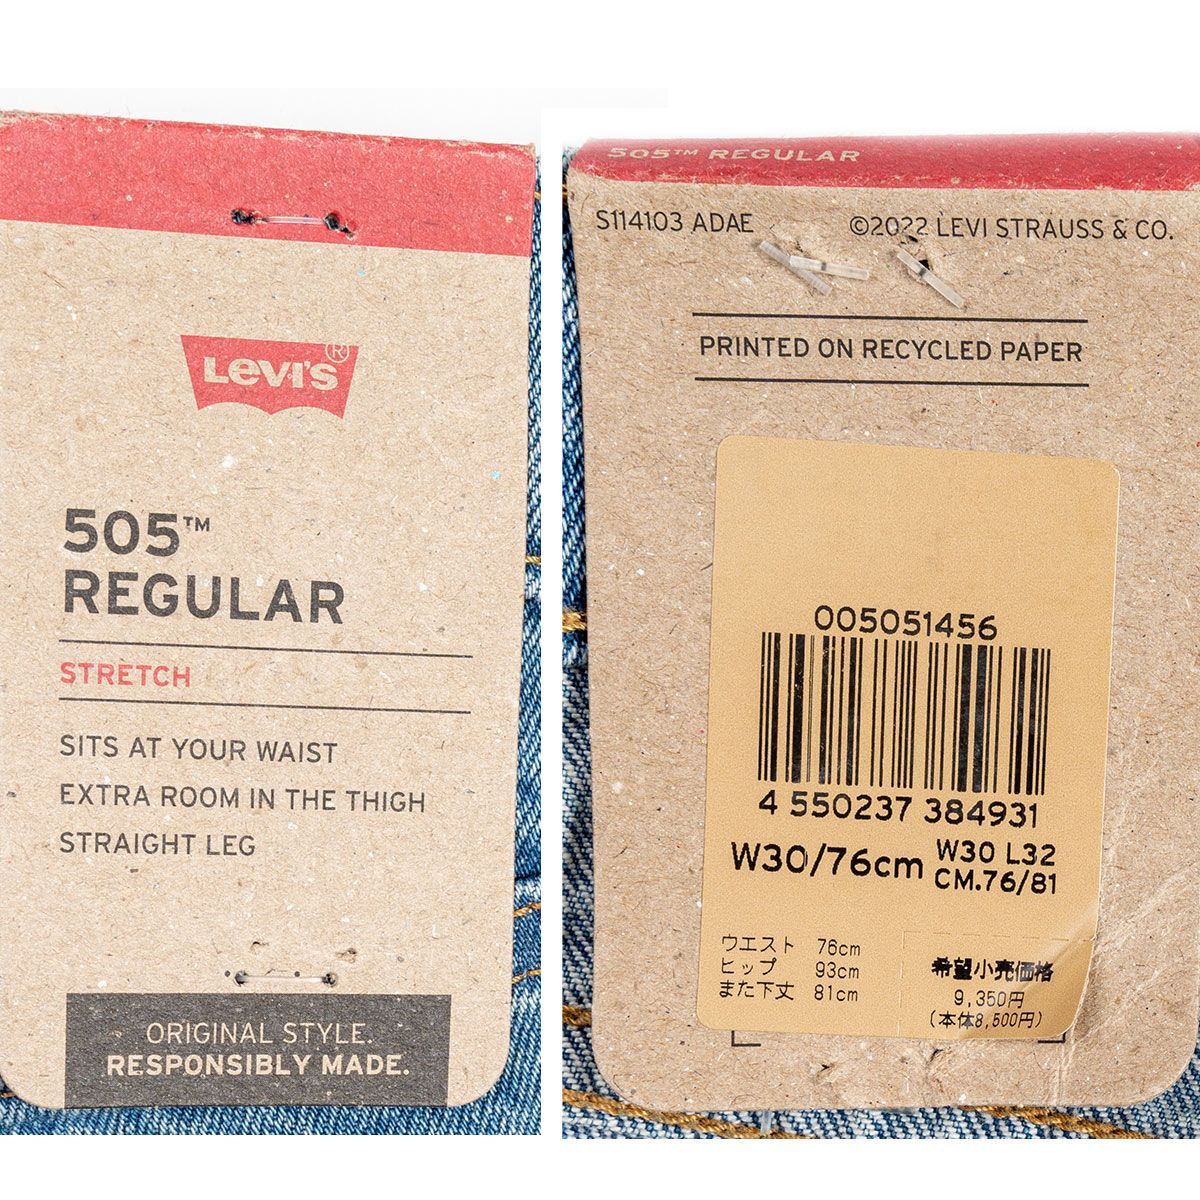 LEVI'S®
505™
REGULAR
STRETCH
SITS AT YOUR WAIST
EXTRA ROOM IN THE THIGH
STRAIGHT LEG
ORIGINAL STYLE.
RESPONSIBLY MADE.
505™ REGULAR
S114103 ADAE ©2022 LEVI STRAUSS & CO.
PRINTED ON RECYCLED PAPER
005051456
4 550237 384931
W30/76cm
W30 L32
CM.76/81
ウエスト 76cm
ヒップ 93cm
また下丈 81cm
希望小売価格
9,350円
(本体8,500円)